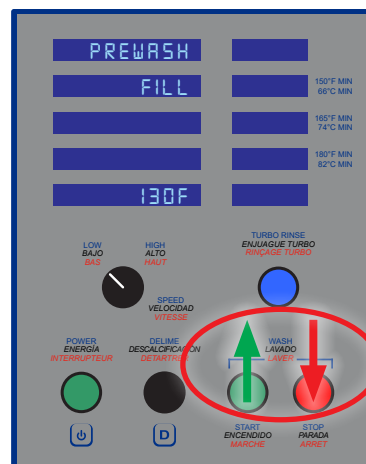 PREWASH
FILL
150°F MIN
66°C MIN
165°F MIN
74°C MIN
180°F MIN
82°C MIN
130F
LOW
BAJO
BAS
HIGH
ALTO
HAUT
SPEED
VELOCIDAD
VITESSE
TURBO RINSE
ENJUAGUE TURBO
RINÇAGE TURBO
POWER
ENERGÍA
INTERRUPTEUR
DELIME
DESCALCIFICACIÓN
DETARTRER
WASH
LAVADO
LAVER
D
START
ENCENDIDO
MARCHE
STOP
PARADA
ARRET